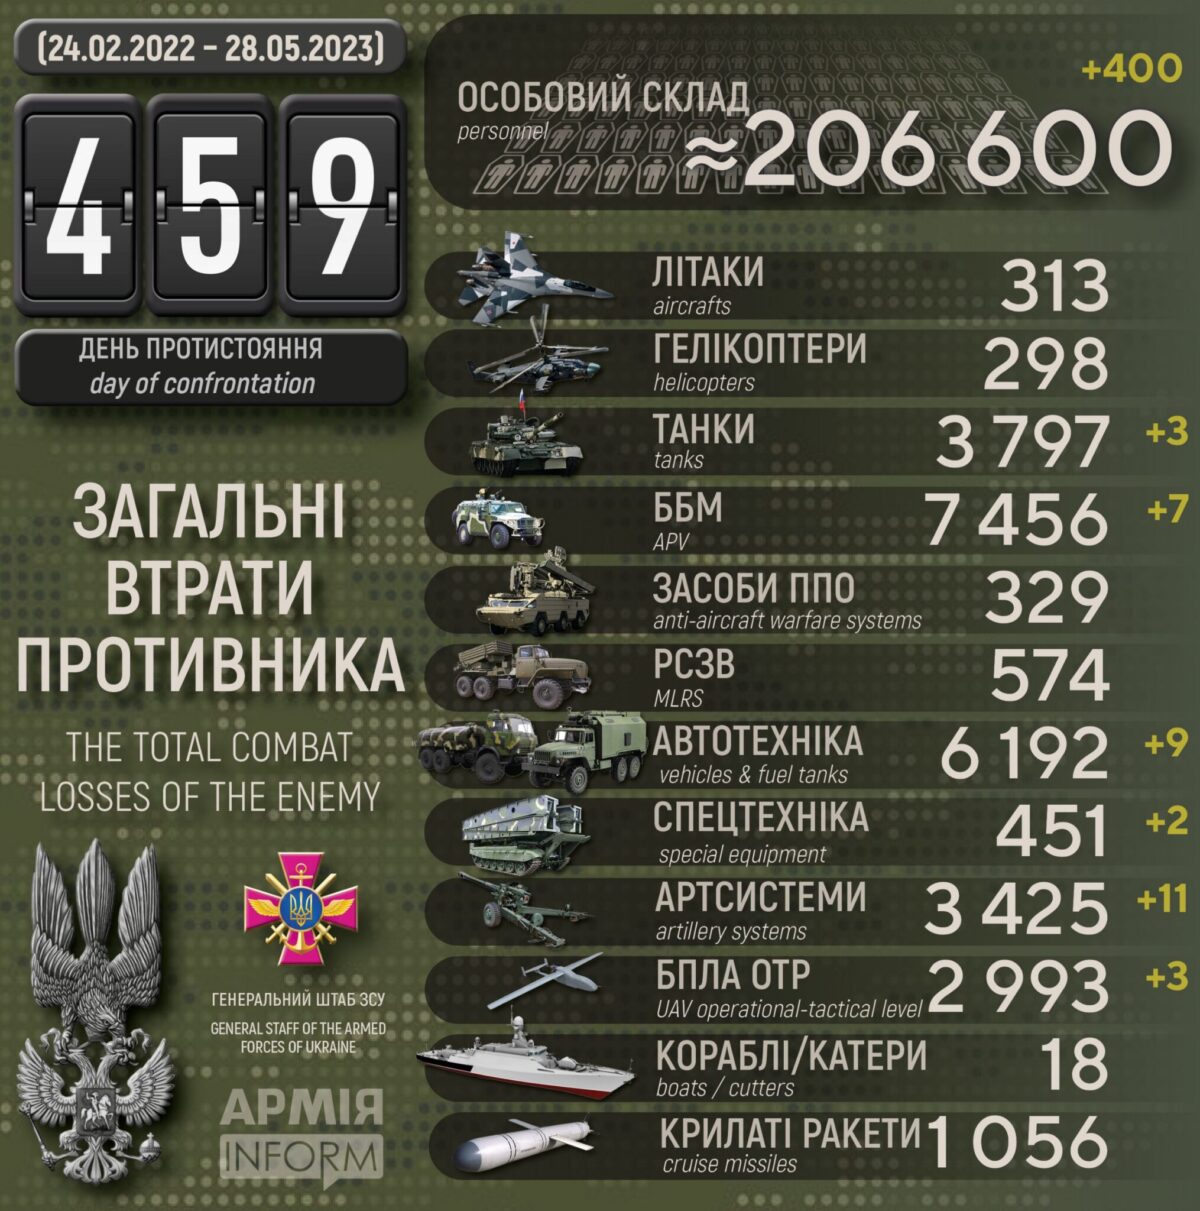 (24.02.2022 – 28.05.2023)
459
ДЕНЬ ПРОТИСТОЯННЯ
day of confrontation
ЗАГАЛЬНІ
ВТРАТИ
ПРОТИВНИКА
THE TOTAL COMBAT
LOSSES OF THE ENEMY
ГЕНЕРАЛЬНИЙ ШТАБ ЗСУ
GENERAL STAFF OF THE ARMED
FORCES OF UKRAINE
АРМІЯ
INFORM
+400
ОСОБОВИЙ СКЛАД
personnel
≈206 600
ЛІТАКИ 313
aircrafts
ГЕЛІКОПТЕРИ 298
helicopters
ТАНКИ 3 797 +3
tanks
ББМ 7 456 +7
APV
ЗАСОБИ ППО 329
anti-aircraft warfare systems
РСЗВ 574
MLRS
АВТОТЕХНІКА 6 192 +9
vehicles & fuel tanks
СПЕЦТЕХНІКА 451 +2
special equipment
АРТСИСТЕМИ 3 425 +11
artillery systems
БПЛА ОТР 2 993 +3
UAV operational-tactical level
КОРАБЛІ/КАТЕРИ 18
boats / cutters
КРИЛАТІ РАКЕТИ 1 056
cruise missiles